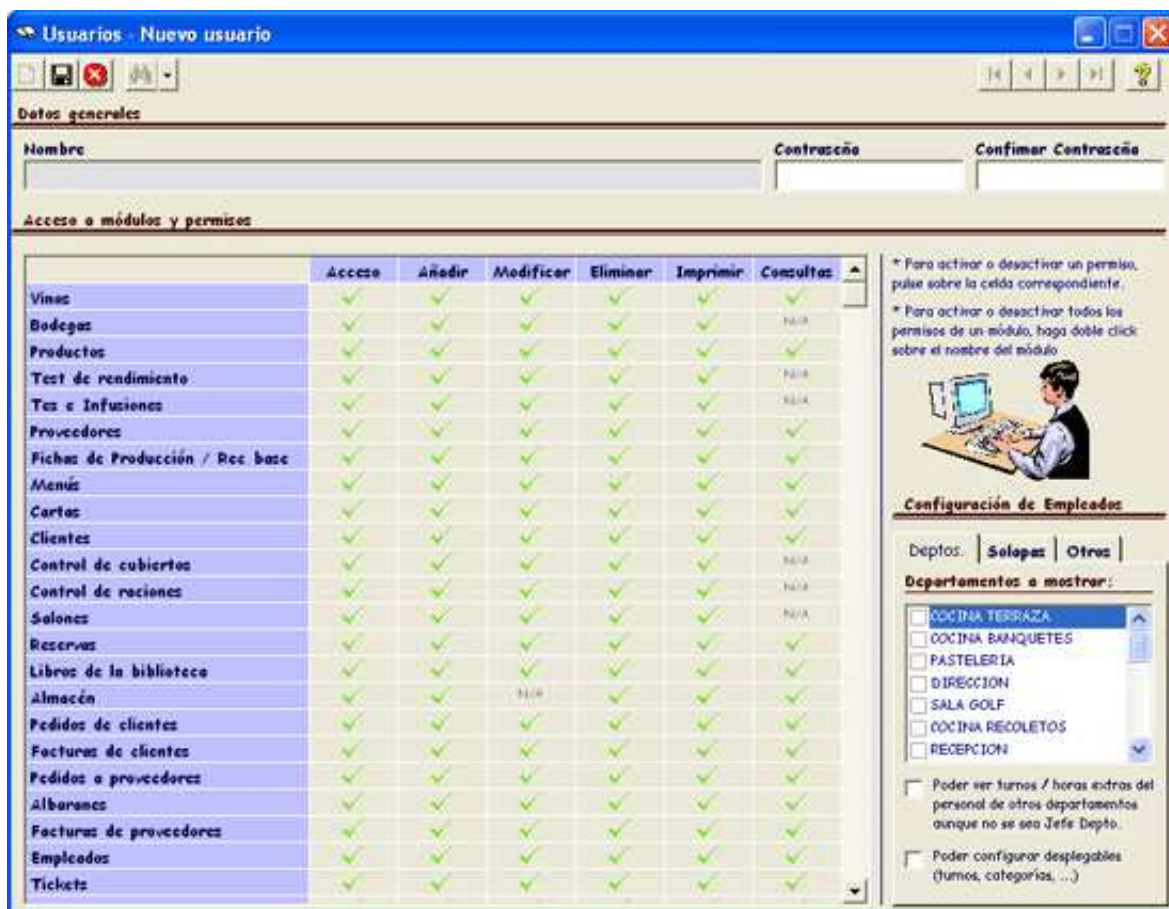 Usuarios - Nuevo usuario
Datos generales
Nombre Contraseña Confimar Contraseña
Acceso a módulos y permisos
Acceso Añadir Modificar Eliminar Imprimir Consultas
* Para activar o desactivar un permiso,
pulse sobre la celda correspondiente.
* Para activar o desactivar todos los
permisos de un módulo, haga doble click
sobre el nombre del módulo
Vinos
Bodegas N/A
Productos
Test de rendimiento N/A
Tes e Infusiones N/A
Proveedores
Fichas de Producción / Rec base
Menús
Cartas
Clientes
Control de cubiertos N/A
Control de raciones N/A
Salones N/A
Reservas
Libros de la biblioteca
Almacén N/A
Pedidos de clientes
Facturas de clientes
Pedidos a proveedores
Albaranes
Facturas de proveedores
Empleados
Tickets
Configuración de Empleados
Deptos. Solapas Otros
Departamentos a mostrar:
COCINA TERRAZA
COCINA BANQUETES
PASTELERIA
DIRECCION
SALA GOLF
COCINA RECOLETOS
RECEPCION
Poder ver turnos / horas extras del
personal de otros departamentos
aunque no se sea Jefe Depto.
Poder configurar desplegables
(turnos, categorías, ...)